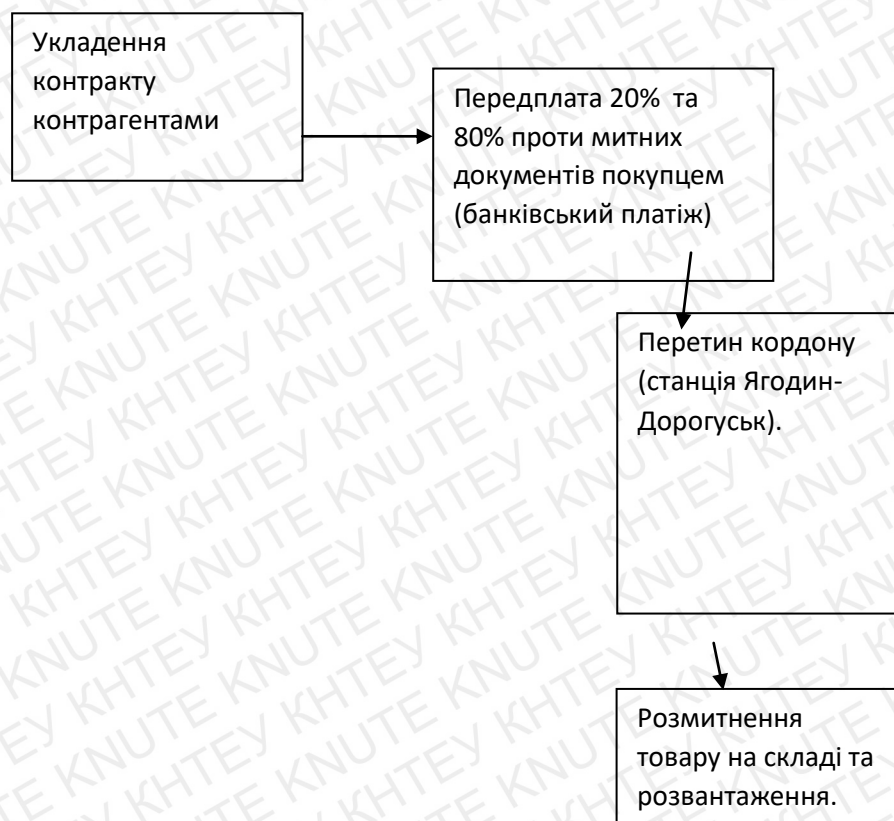 Укладення
контракту
контрагентами
Передплата 20% та
80% проти митних
документів покупцем
(банківський платіж)
Перетин кордону
(станція Ягодин-
Дорогуськ).
Розмитнення
товару на складі та
розвантаження.